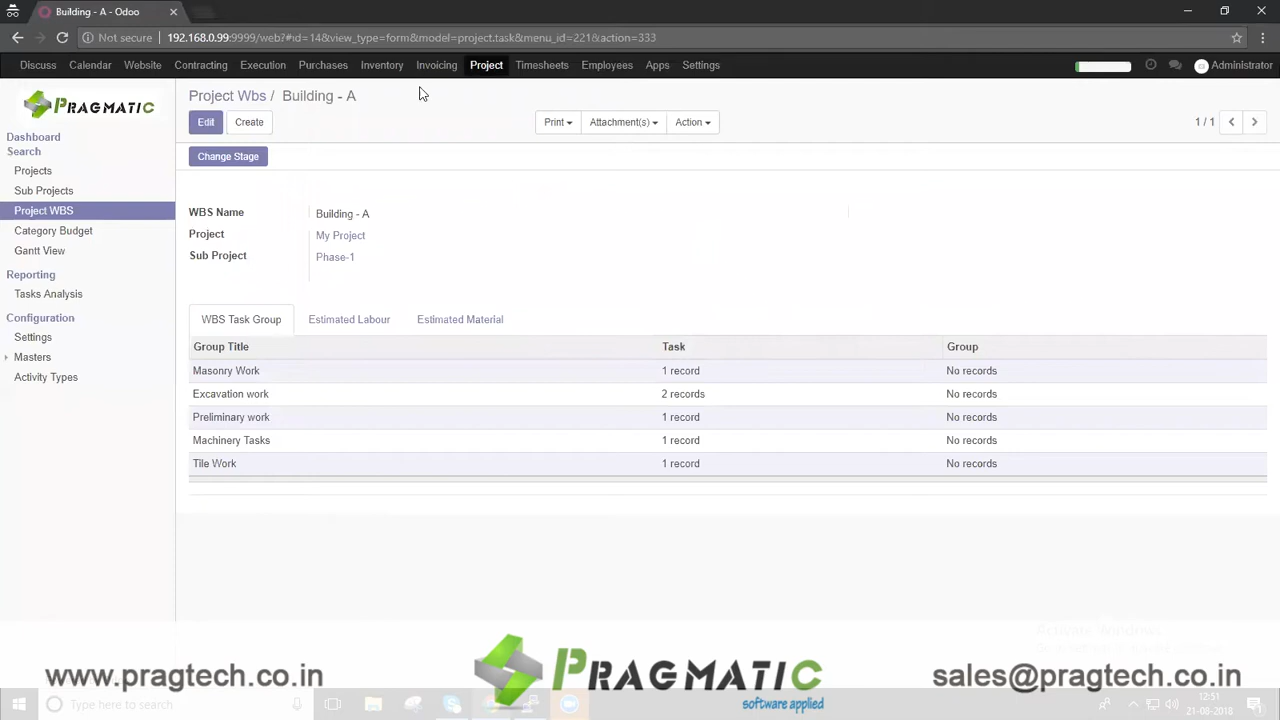 Building - A - Odoo
Not secure 192.168.0.99:9999/web?#id=14&view_type=form&model=project.task&menu_id=221&action=333
Discuss Calendar Website Contracting Execution Purchases Inventory Invoicing Project Timesheets Employees Apps Settings Administrator
PRAGMATIC
Project Wbs / Building - A
Edit Create Print Attachment(s) Action 1 / 1
Change Stage
Dashboard
Search
Projects
Sub Projects
Project WBS
Category Budget
Gantt View
Reporting
Tasks Analysis
Configuration
Settings
Masters
Activity Types
WBS Name Building - A
Project My Project
Sub Project Phase-1
WBS Task Group Estimated Labour Estimated Material
Group Title Task Group
Masonry Work 1 record No records
Excavation work 2 records No records
Preliminary work 1 record No records
Machinery Tasks 1 record No records
Tile Work 1 record No records
Activate Windows
www.pragtech.co.in
PRAGMATIC
software applied
sales@pragtech.co.in
Type here to search
12:51
21-08-2018